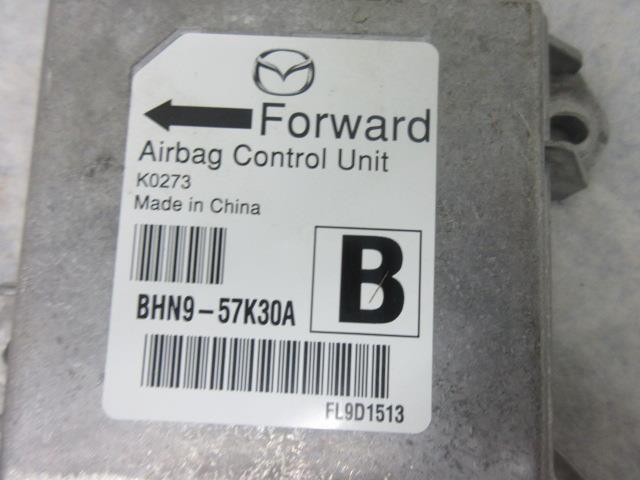 Forward
Airbag Control Unit
K0273
Made in China
B
BHN9-57K30A
FL9D1513